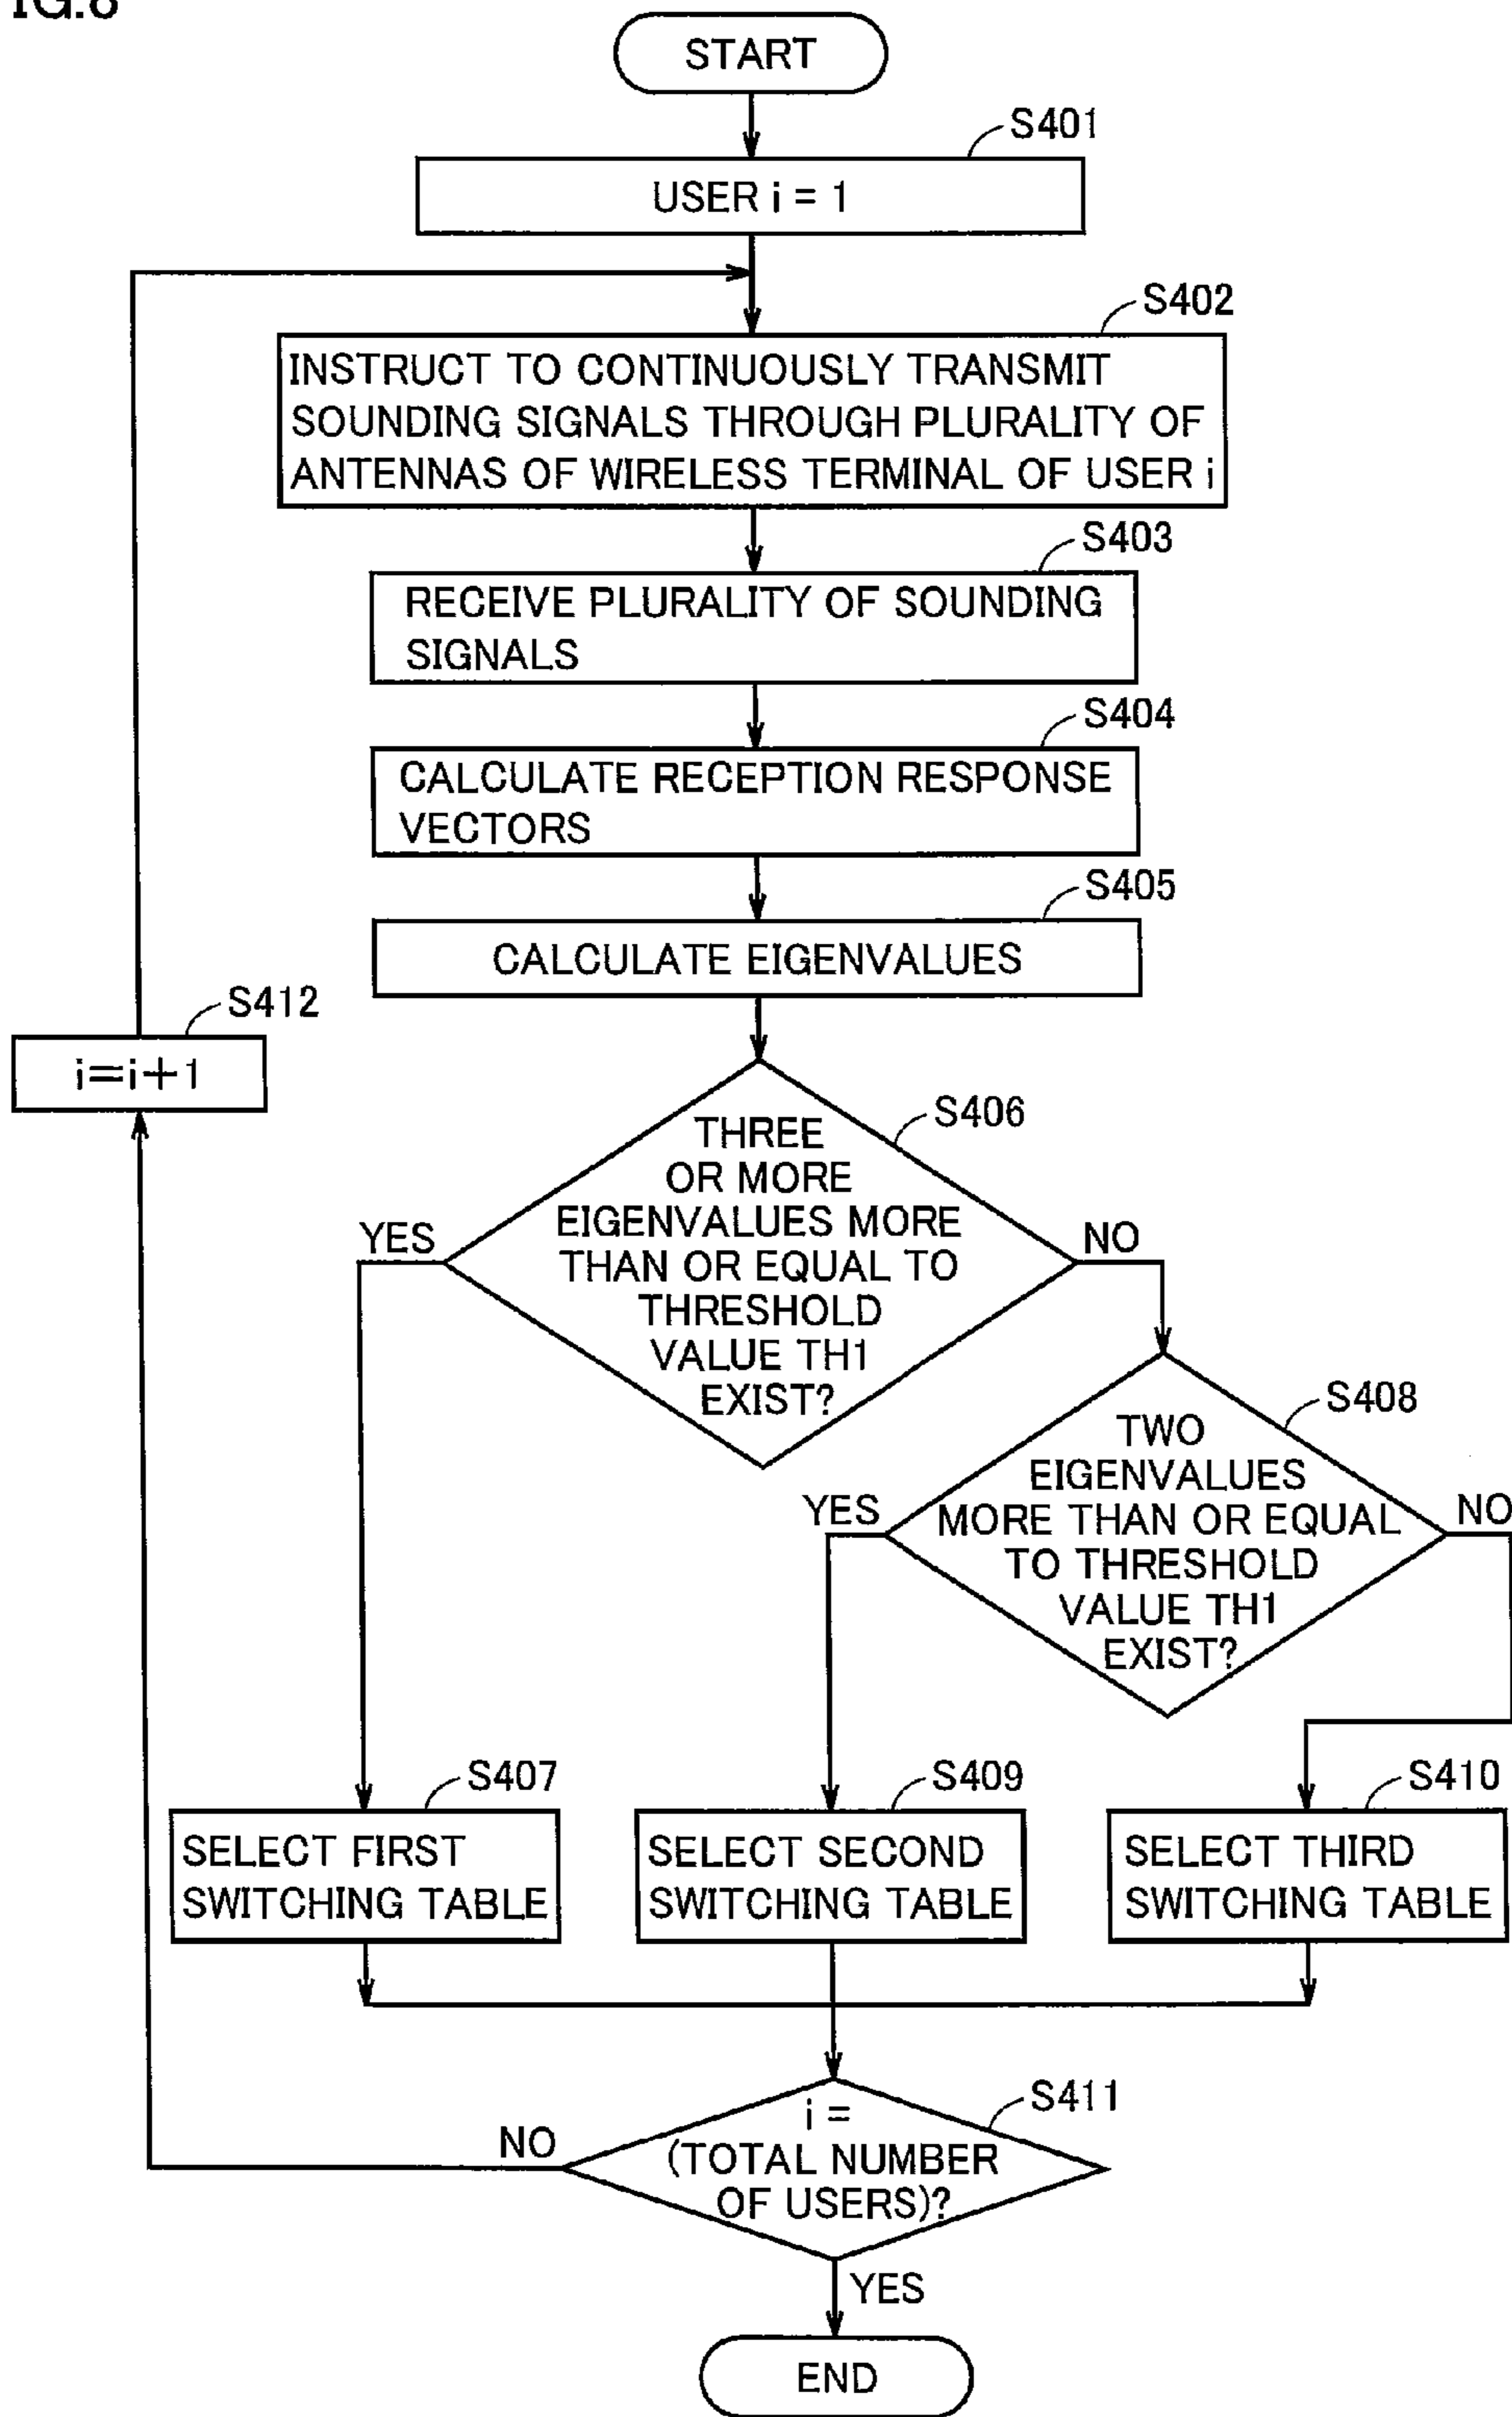 IG.8
START
S401
USER i = 1
S402
INSTRUCT TO CONTINUOUSLY TRANSMIT
SOUNDING SIGNALS THROUGH PLURALITY OF
ANTENNAS OF WIRELESS TERMINAL OF USER i
S403
RECEIVE PLURALITY OF SOUNDING
SIGNALS
S404
CALCULATE RECEPTION RESPONSE
VECTORS
S405
CALCULATE EIGENVALUES
S412
i=i+1
S406
THREE
OR MORE
EIGENVALUES MORE
THAN OR EQUAL TO
THRESHOLD
VALUE TH1
EXIST?
YES
NO
S408
TWO
EIGENVALUES
MORE THAN OR EQUAL
TO THRESHOLD
VALUE TH1
EXIST?
YES
NO
S407
SELECT FIRST
SWITCHING TABLE
S409
SELECT SECOND
SWITCHING TABLE
S410
SELECT THIRD
SWITCHING TABLE
S411
i =
(TOTAL NUMBER
OF USERS)?
NO
YES
END